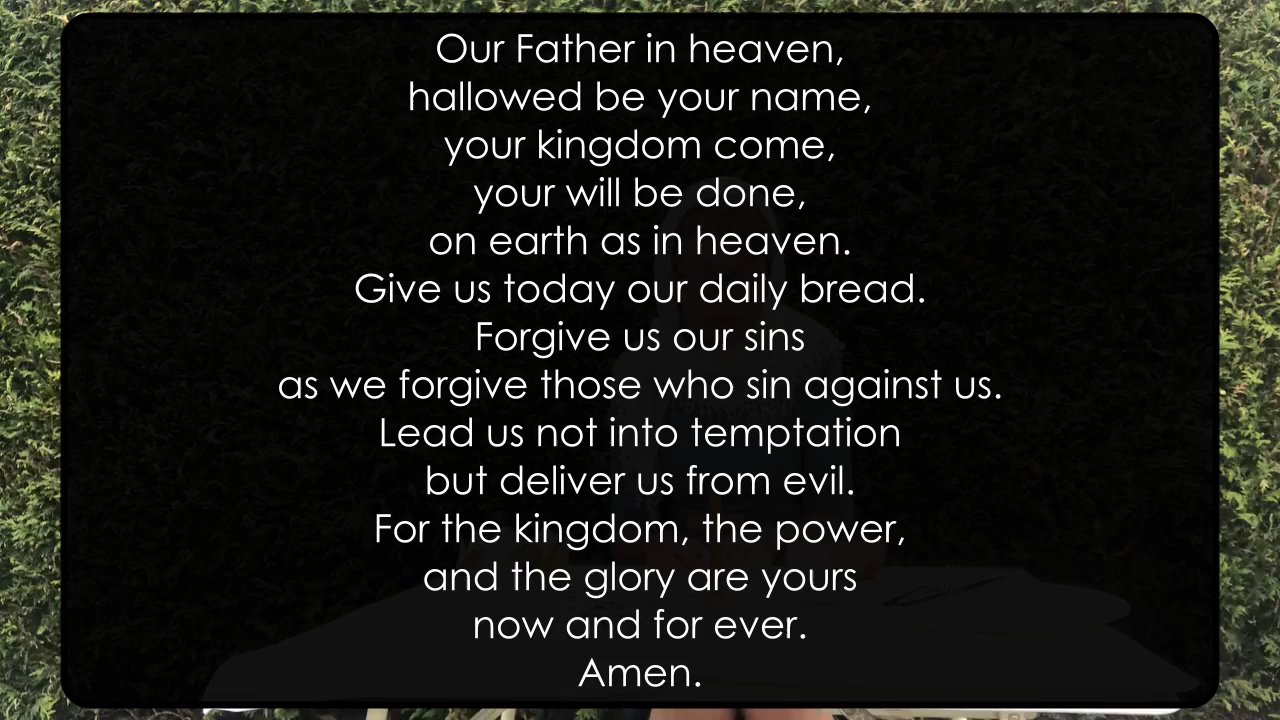 Our Father in heaven,
hallowed be your name,
your kingdom come,
your will be done,
on earth as in heaven.
Give us today our daily bread.
Forgive us our sins
as we forgive those who sin against us.
Lead us not into temptation
but deliver us from evil.
For the kingdom, the power,
and the glory are yours
now and for ever.
Amen.